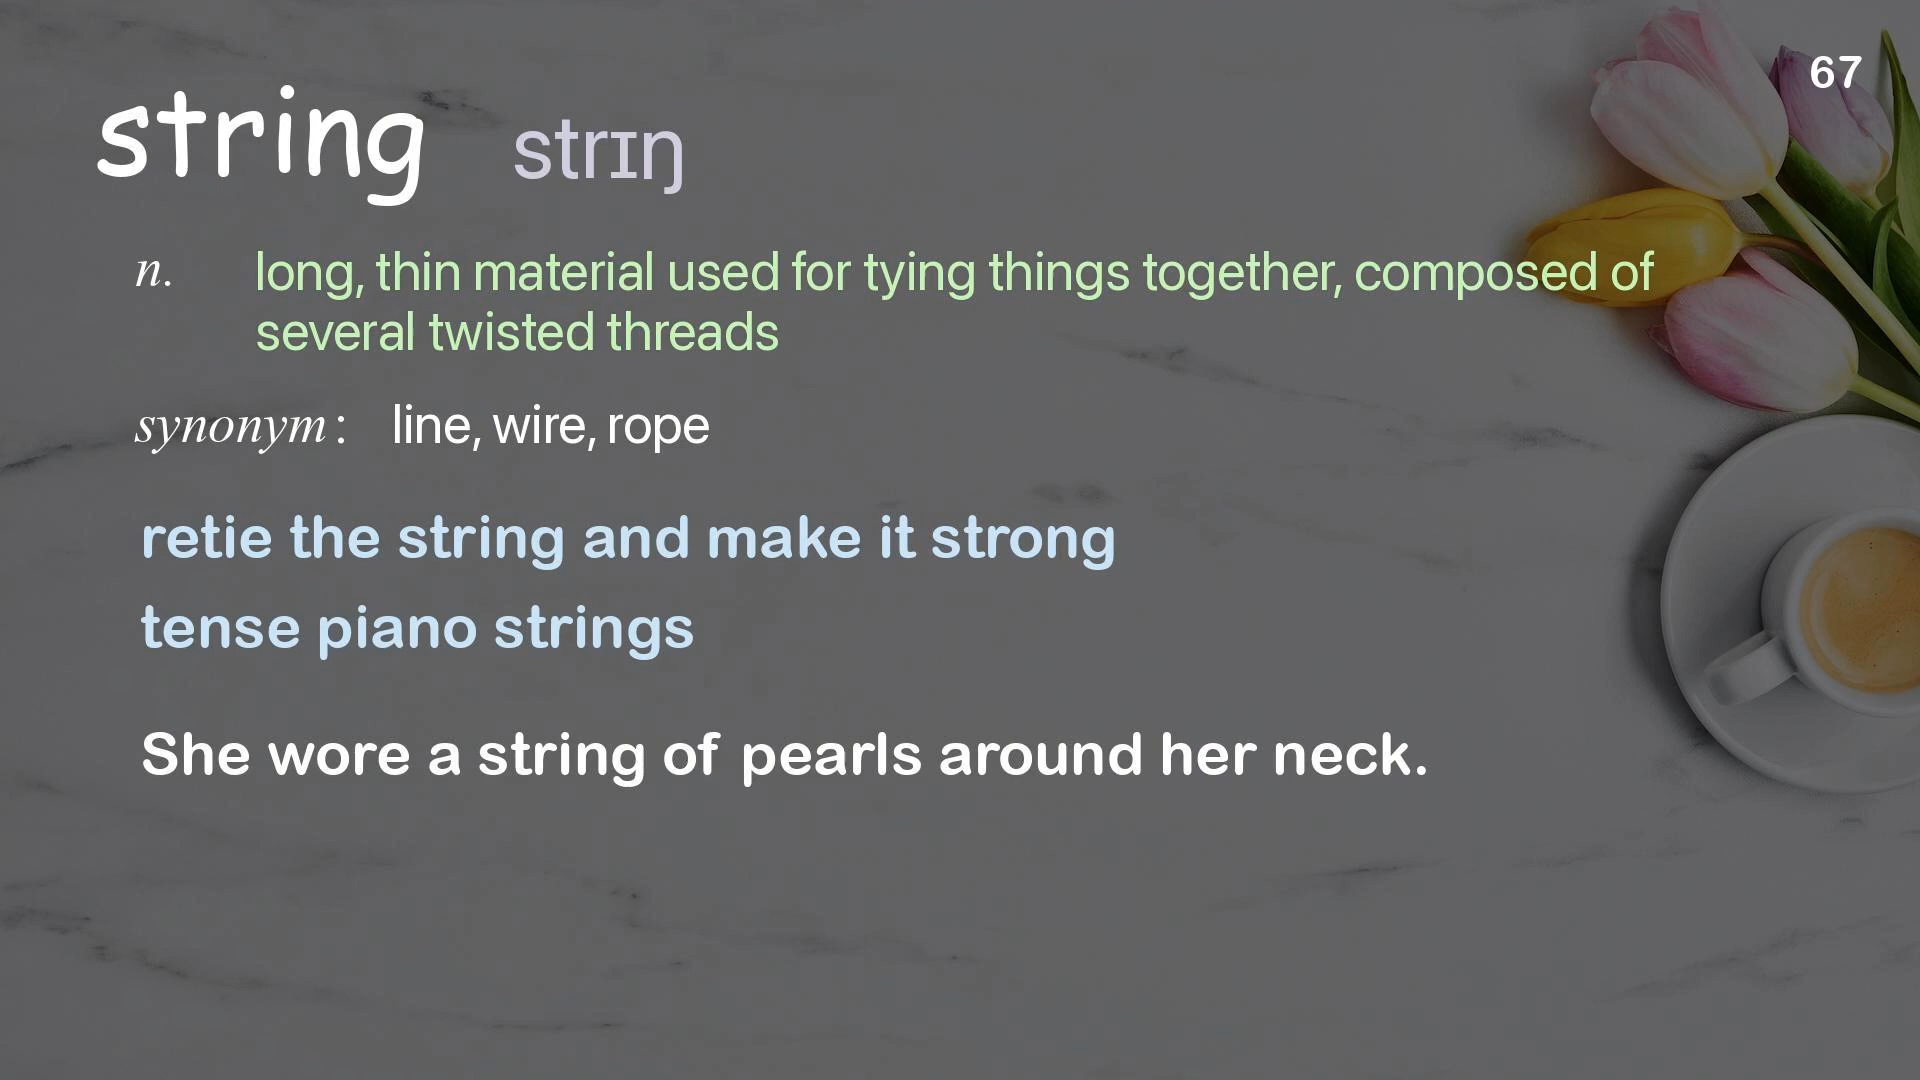 67
string strɪŋ
n. long, thin material used for tying things together, composed of
several twisted threads
synonym: line, wire, rope
retie the string and make it strong
tense piano strings
She wore a string of pearls around her neck.